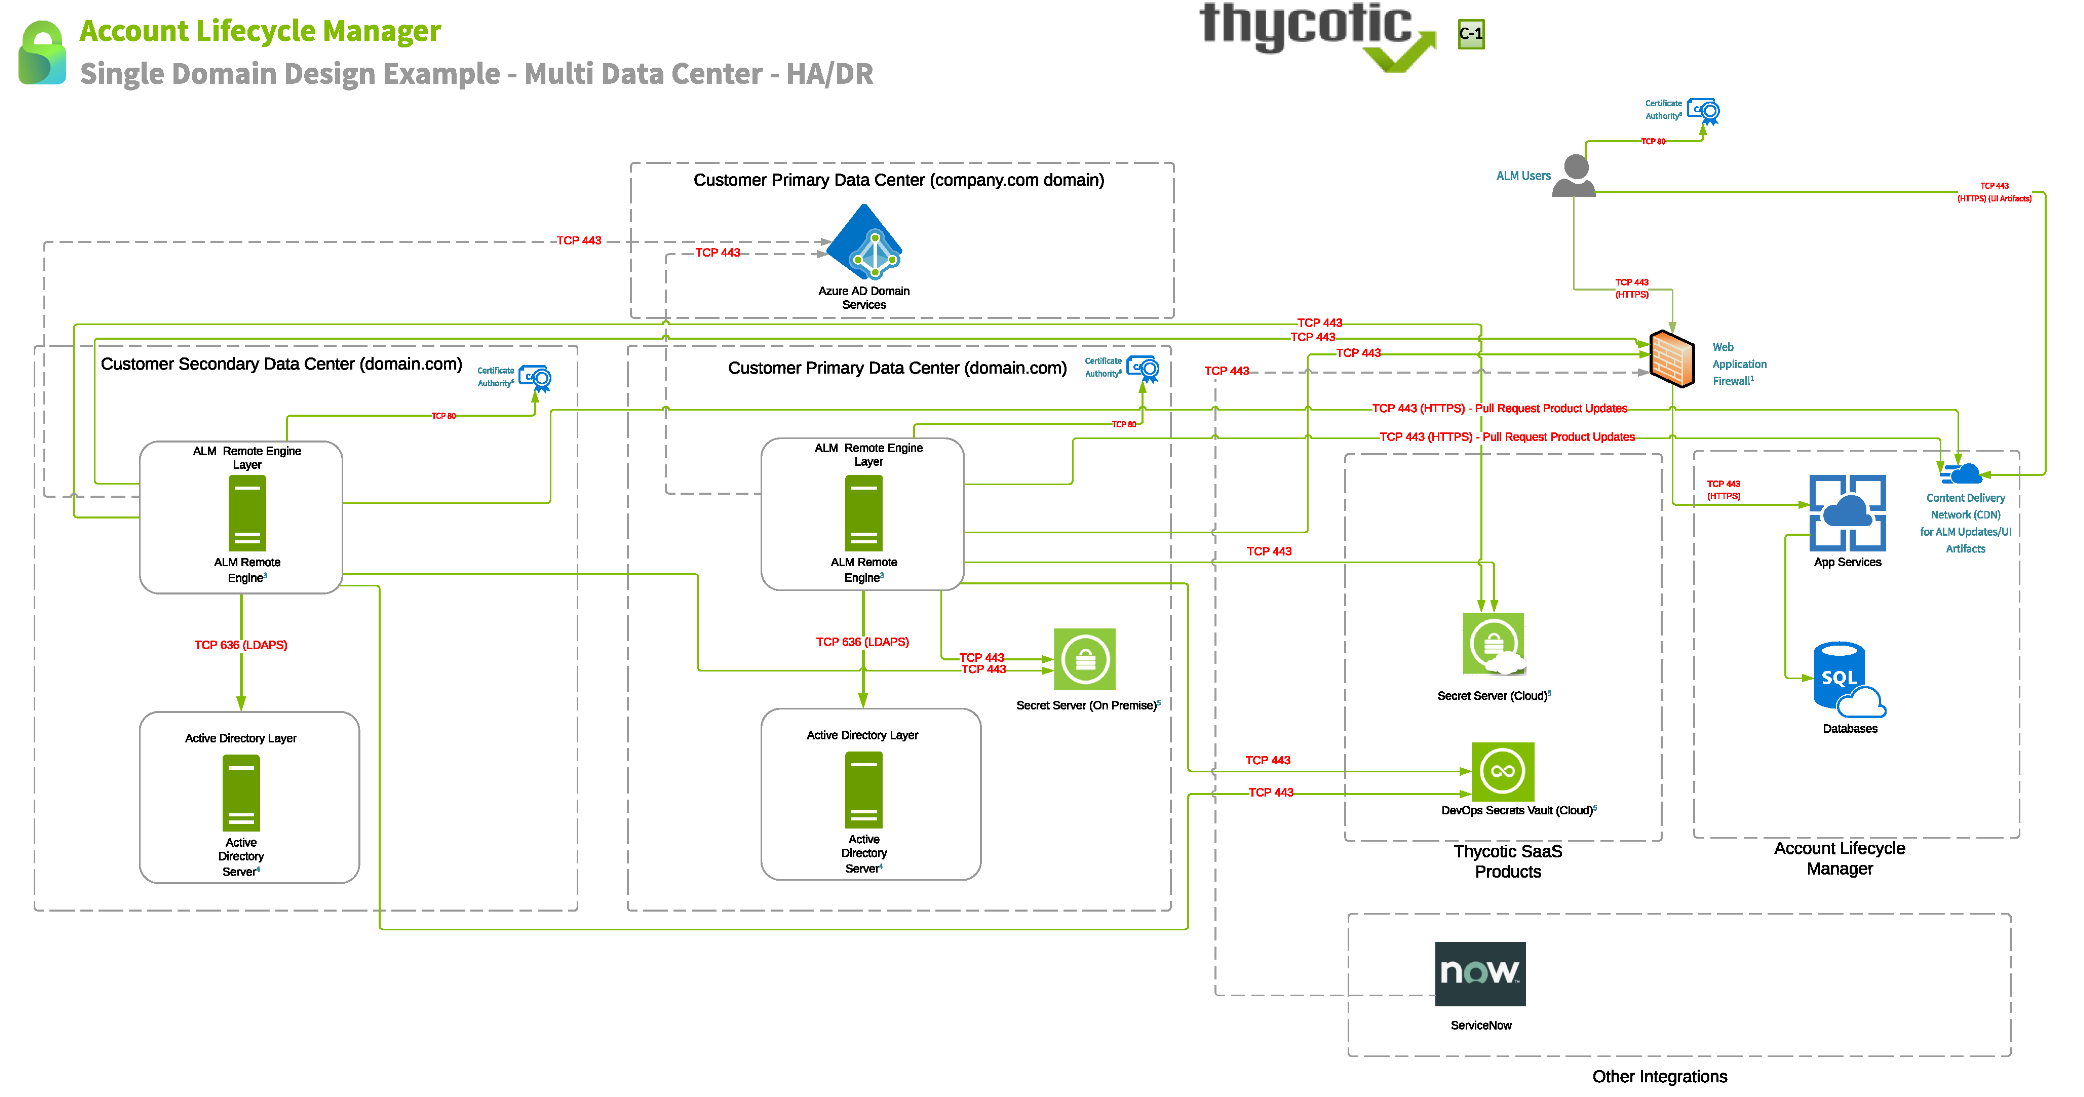 Account Lifecycle Manager
Single Domain Design Example - Multi Data Center - HA/DR
thycotic
C-1
Certificate
Authority⁶
TCP 80
ALM Users
TCP 443
(HTTPS) (UI Artifacts)
TCP 443
(HTTPS)
Customer Primary Data Center (company.com domain)
TCP 443
TCP 443
Azure AD Domain
Services
TCP 443
TCP 443
TCP 443
TCP 443
Web
Application
Firewall¹
Customer Secondary Data Center (domain.com)
Certificate
Authority⁶
TCP 80
ALM Remote Engine
Layer
ALM Remote
Engine³
TCP 636 (LDAPS)
Active Directory Layer
Active
Directory
Server⁴
Customer Primary Data Center (domain.com)
Certificate
Authority⁶
TCP 80
ALM Remote Engine
Layer
ALM Remote
Engine³
TCP 636 (LDAPS)
TCP 443
TCP 443
Secret Server (On Premise)⁵
Active Directory Layer
Active
Directory
Server⁴
TCP 443 (HTTPS) - Pull Request Product Updates
TCP 443 (HTTPS) - Pull Request Product Updates
TCP 443
TCP 443
TCP 443
Secret Server (Cloud)⁵
DevOps Secrets Vault (Cloud)⁵
Thycotic SaaS
Products
TCP 443
(HTTPS)
App Services
Content Delivery
Network (CDN)
for ALM Updates/UI
Artifacts
SQL
Databases
Account Lifecycle
Manager
now
ServiceNow
Other Integrations